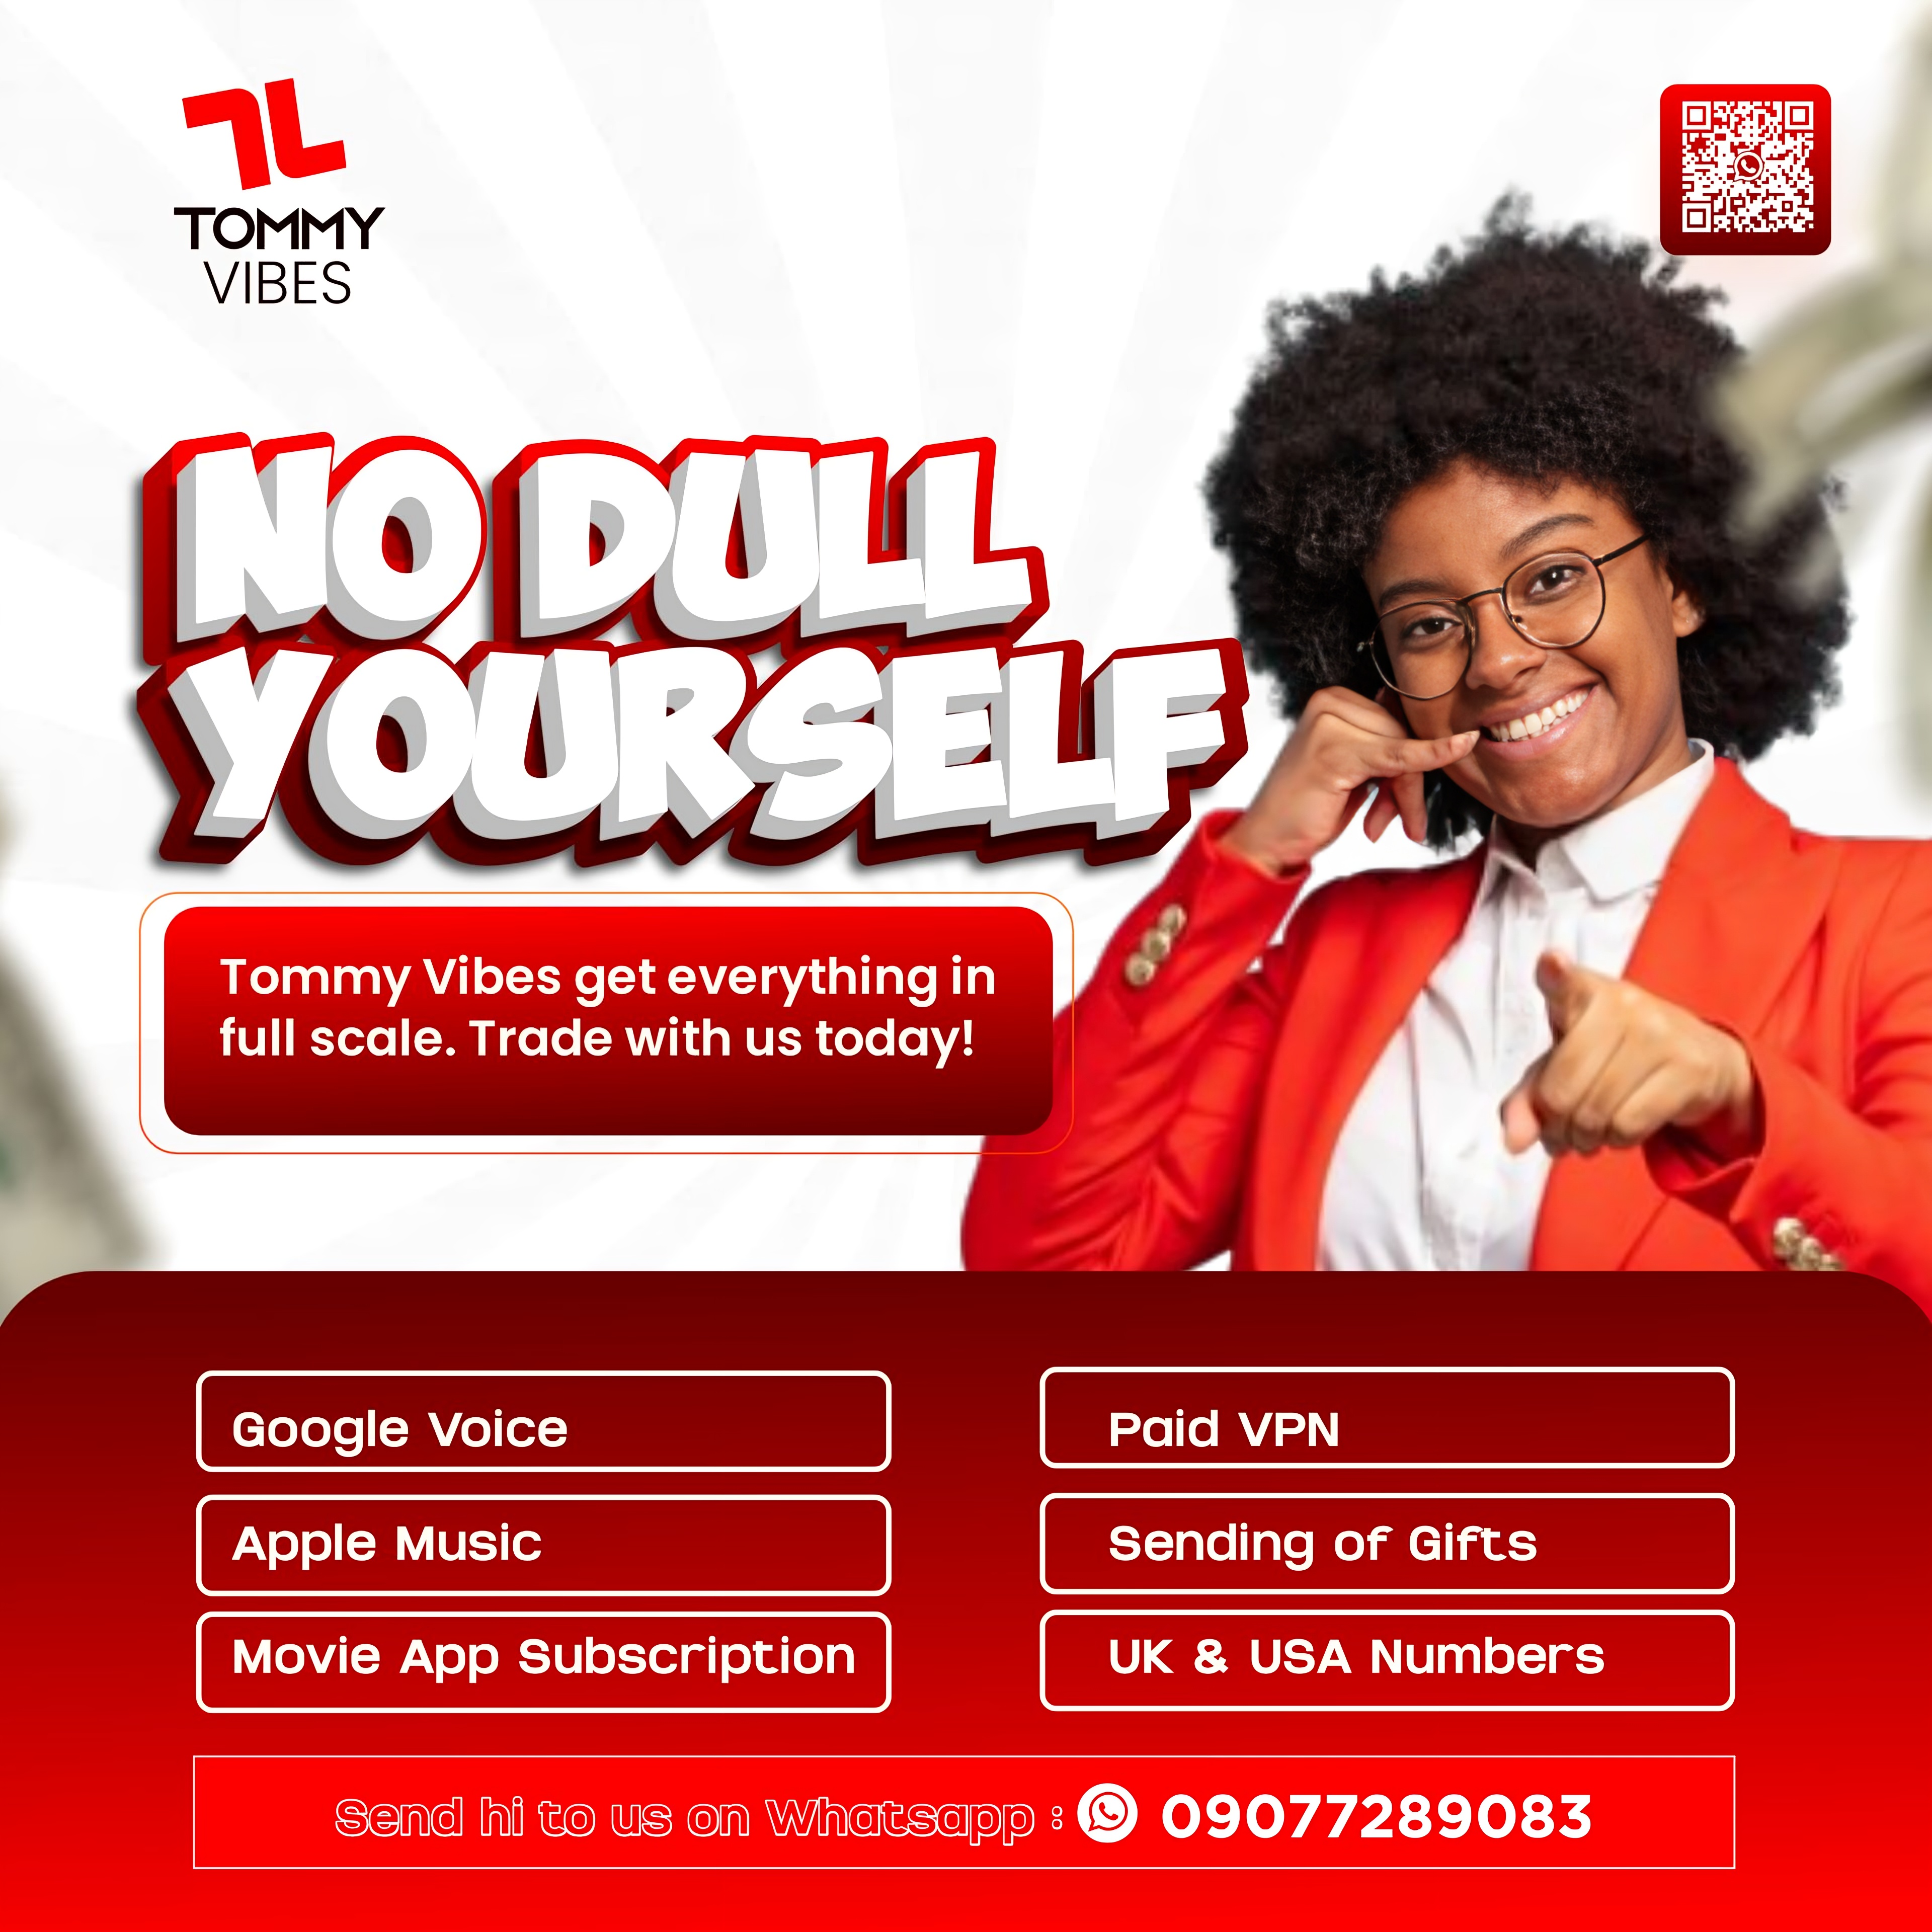 TOMMY
VIBES
NO DULL
YOURSELF
Tommy Vibes get everything in
full scale. Trade with us today!
Google Voice
Paid VPN
Apple Music
Sending of Gifts
Movie App Subscription
UK & USA Numbers
Send hi to us on Whatsapp : 09077289083